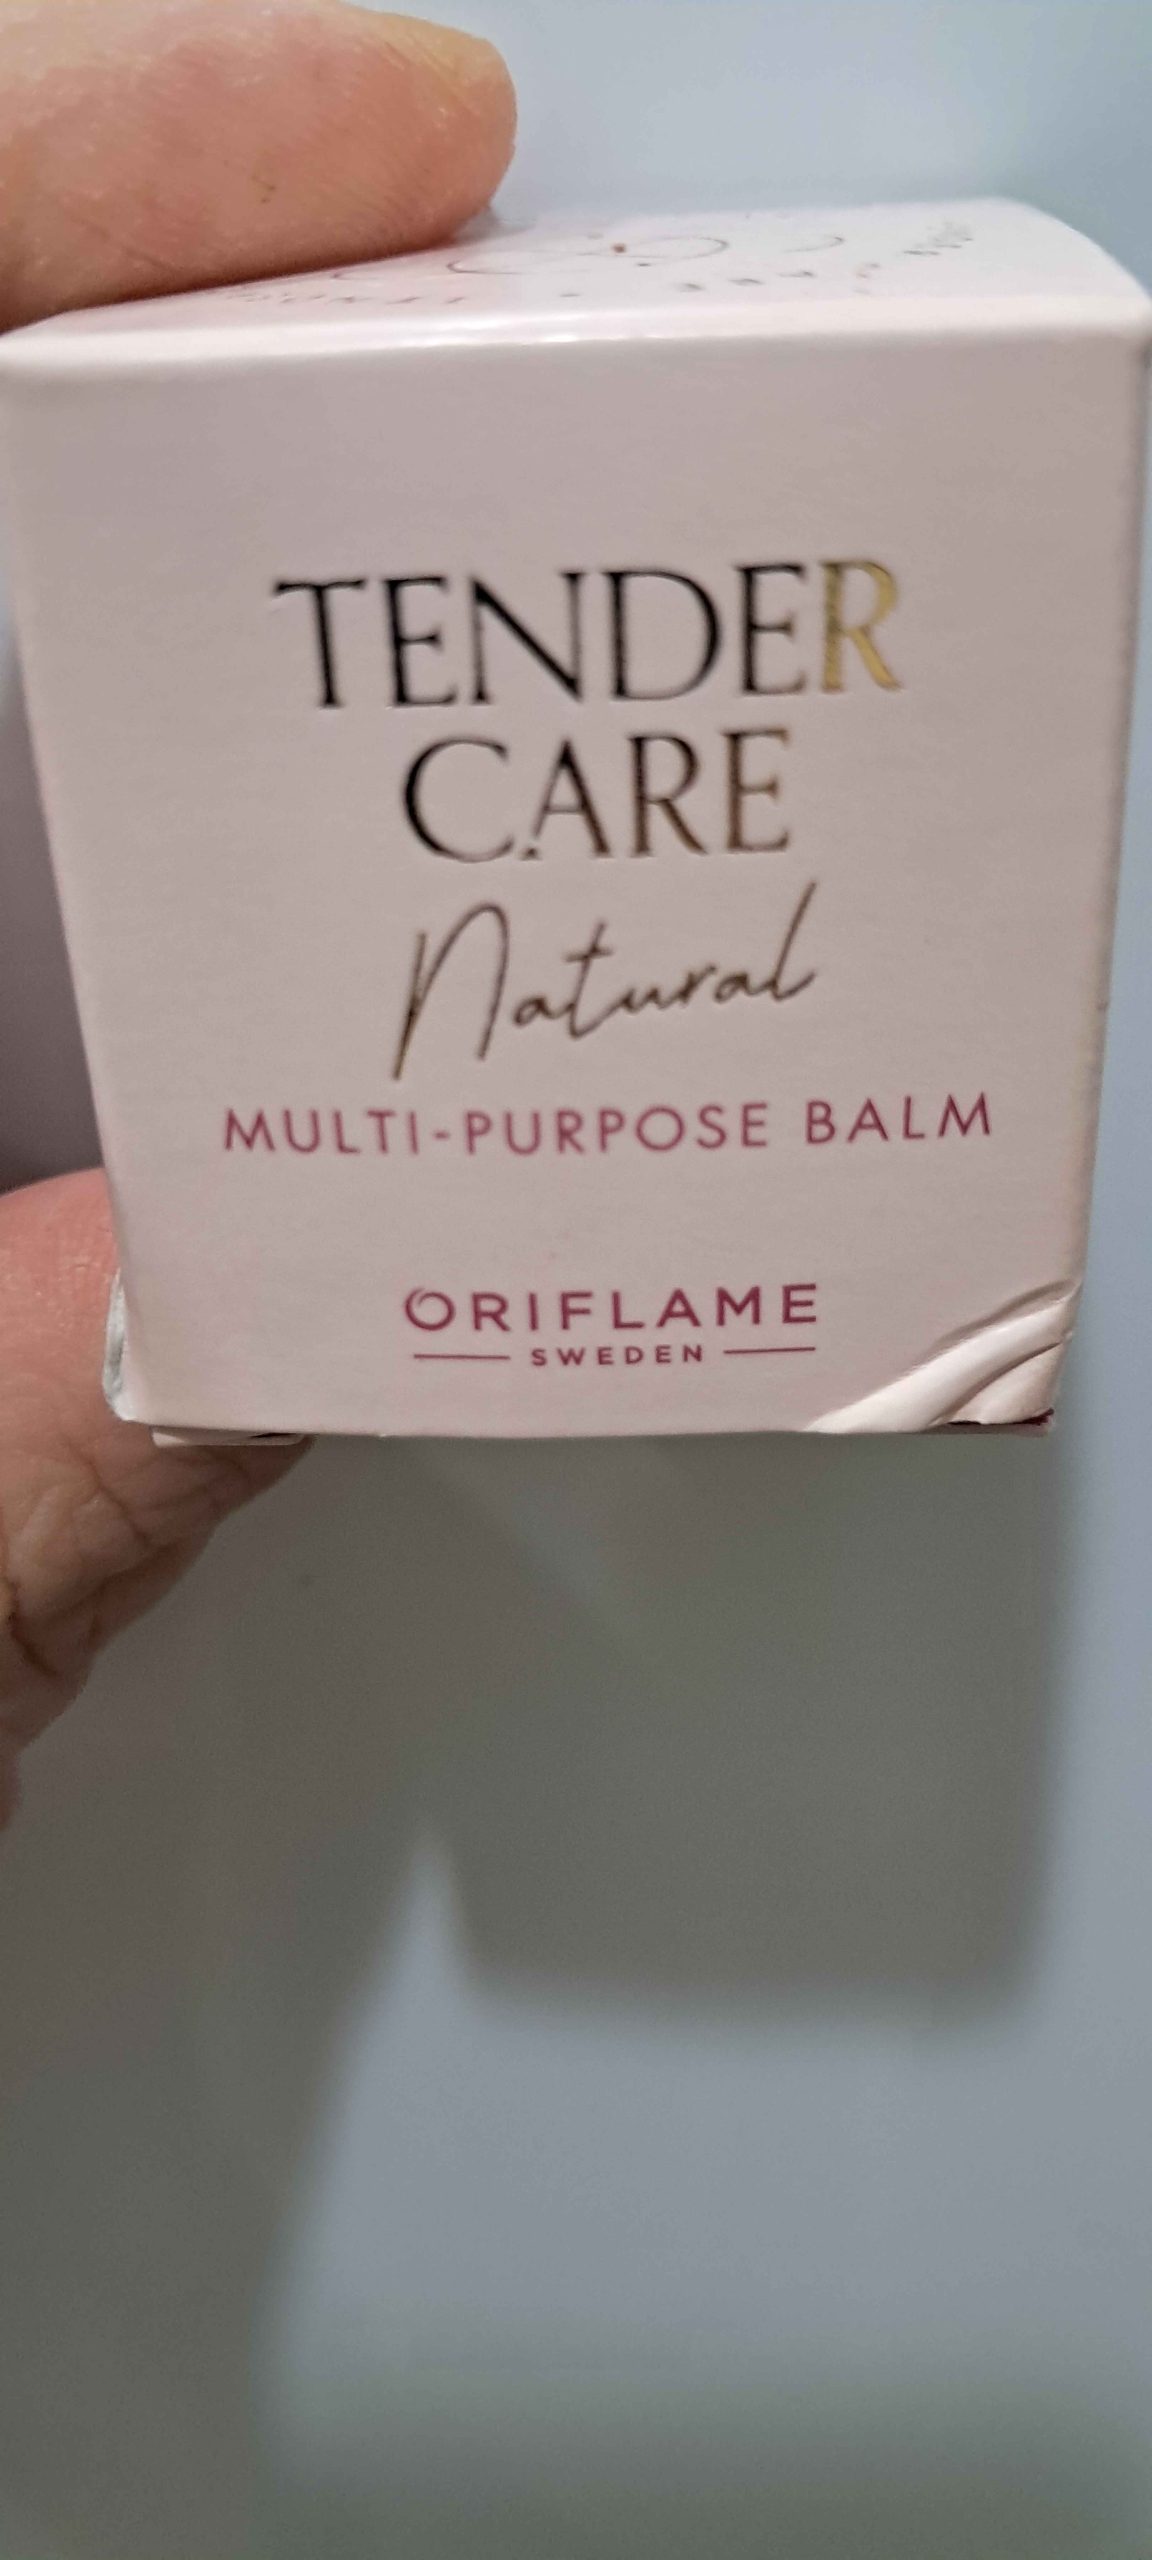 TENDER
CARE
Natural
MULTI-PURPOSE BALM
ORIFLAME
SWEDEN